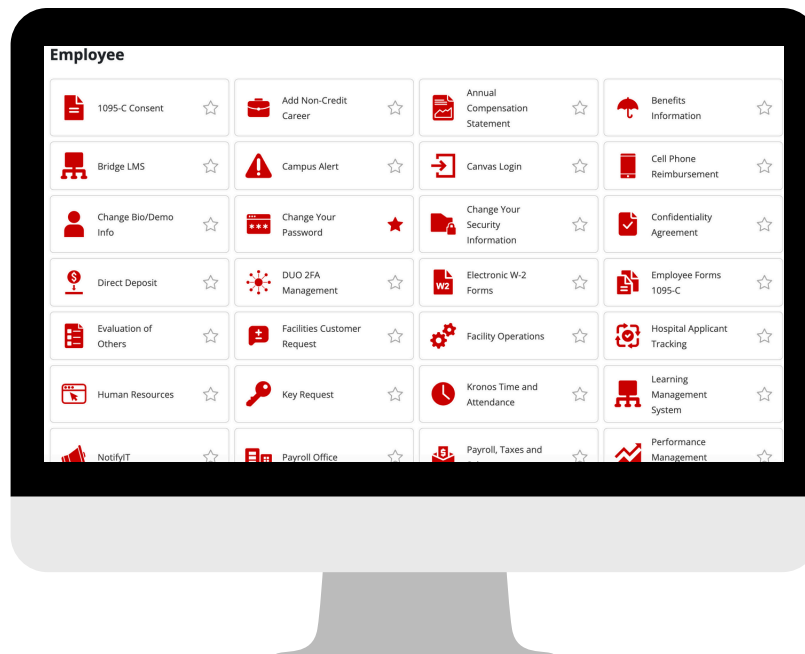 Employee
1095-C Consent
Add Non-Credit
Career
Annual
Compensation
Statement
Benefits
Information
Bridge LMS
Campus Alert
Canvas Login
Cell Phone
Reimbursement
Change Bio/Demo
Info
***
Change Your
Password
Change Your
Security
Information
Confidentiality
Agreement
$
Direct Deposit
DUO 2FA
Management
W2
Electronic W-2
Forms
Employee Forms
1095-C
Evaluation of
Others
Facilities Customer
Request
Facility Operations
Hospital Applicant
Tracking
Human Resources
Key Request
Kronos Time and
Attendance
Learning
Management
System
NotifyIT
Payroll Office
$
Payroll, Taxes and
Performance
Management